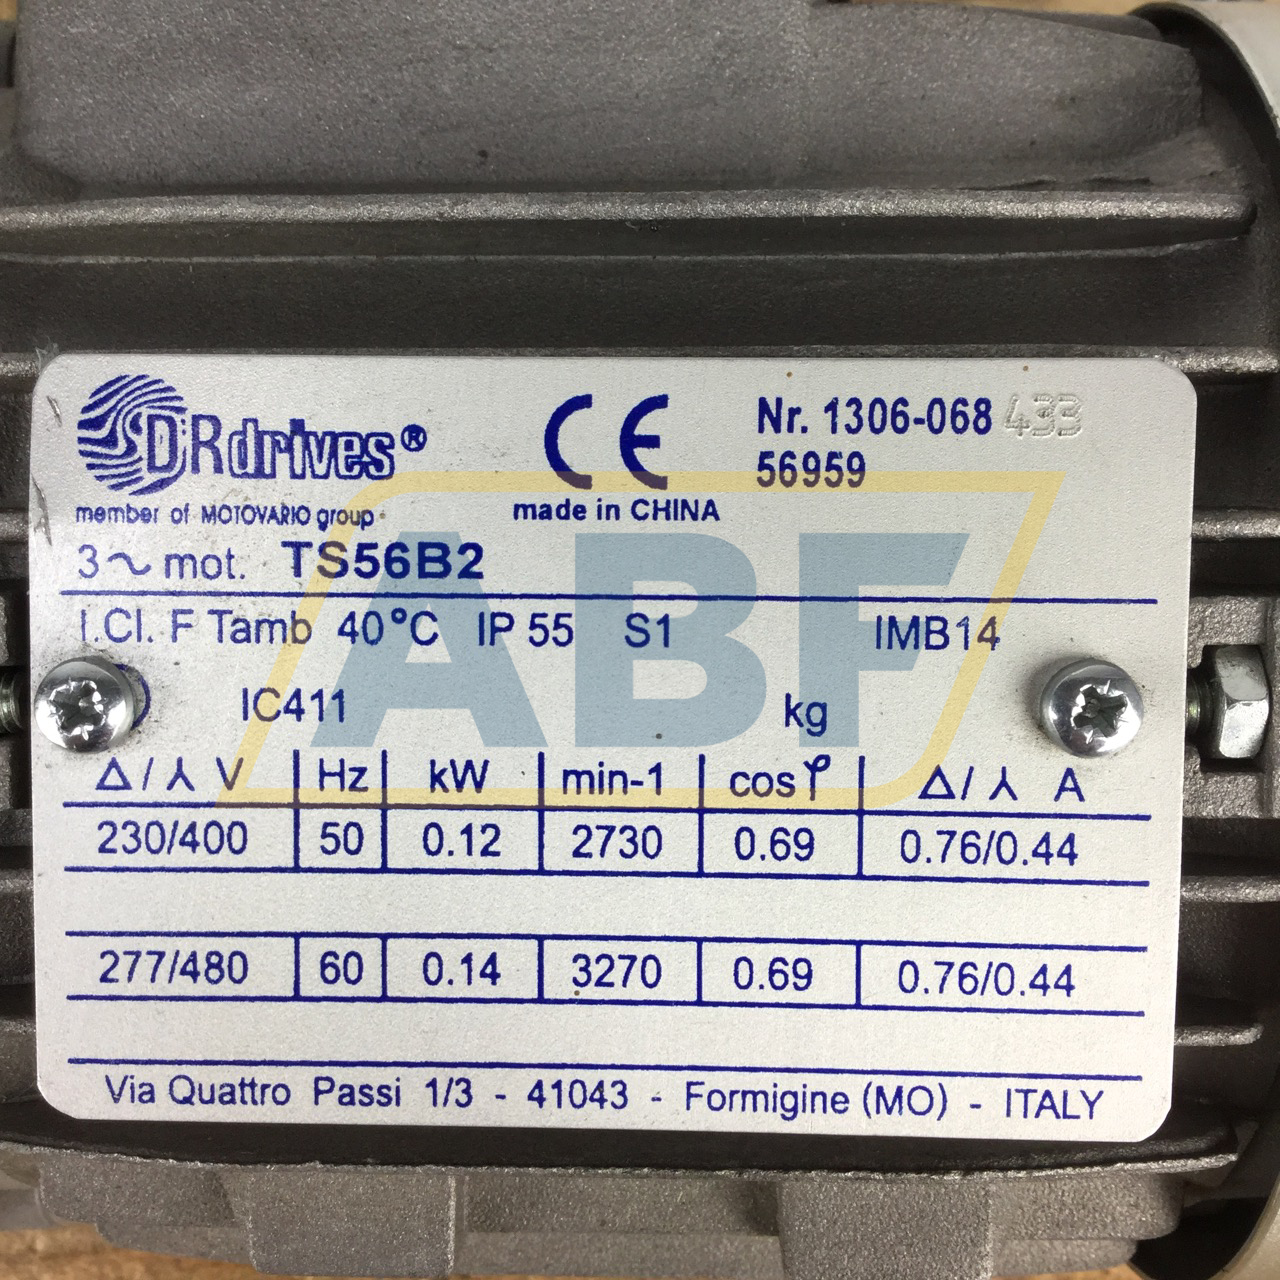 SDRdrives® CE Nr. 1306-068 433
56959
member of MOTOVARIO group made in CHINA
3∼ mot. TS56B2
I.Cl. F Tamb 40°C IP 55 S1 IMB14
IC411 kg
Δ/⅄ V Hz kW min-1 cosφ Δ/⅄ A
230/400 50 0.12 2730 0.69 0.76/0.44
277/480 60 0.14 3270 0.69 0.76/0.44
Via Quattro Passi 1/3 - 41043 - Formigine (MO) - ITALY
ABF